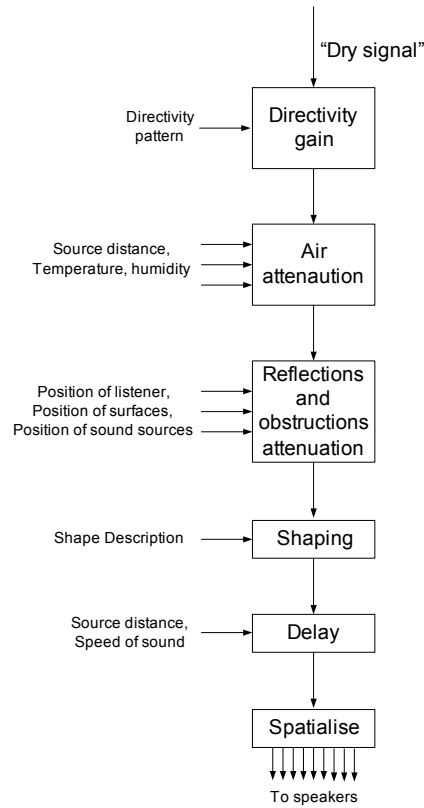 “Dry signal”
Directivity
pattern
Directivity
gain
Source distance,
Temperature, humidity
Air
attenaution
Position of listener,
Position of surfaces,
Position of sound sources
Reflections
and
obstructions
attenuation
Shape Description
Shaping
Source distance,
Speed of sound
Delay
Spatialise
To speakers